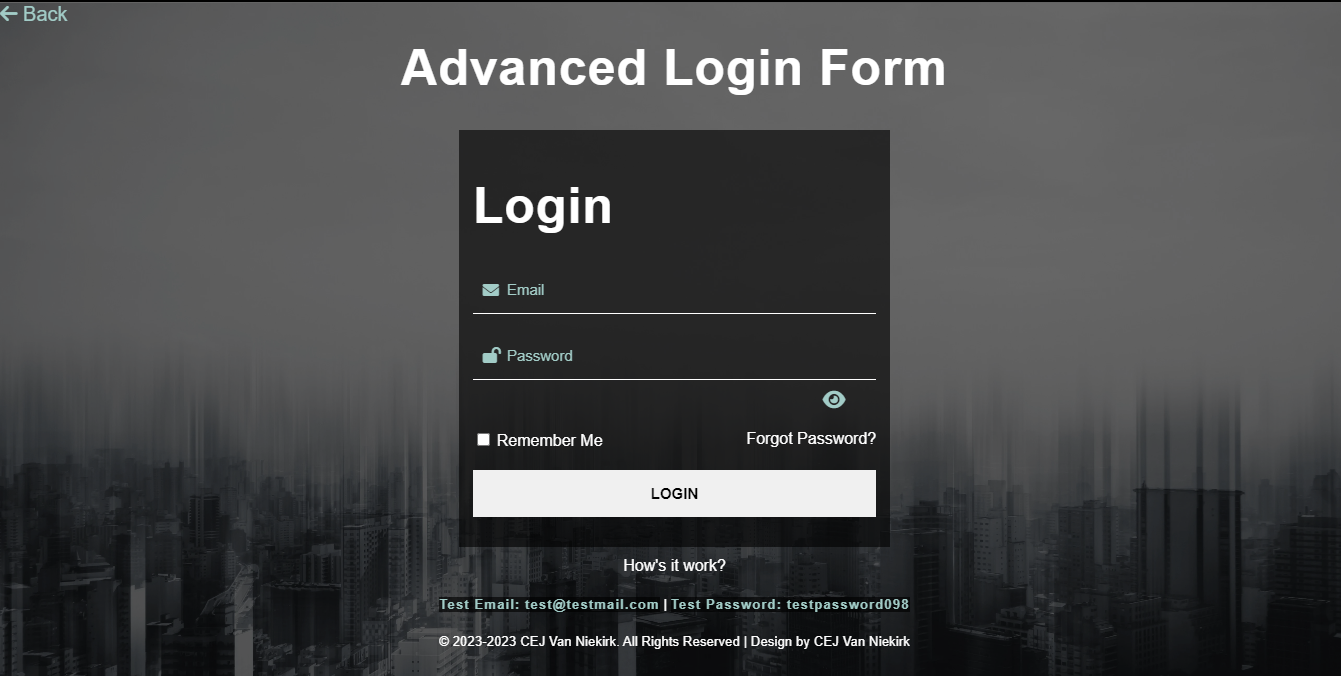 Back
Advanced Login Form
Login
Email
Password
Remember Me Forgot Password?
LOGIN
How's it work?
Test Email: test@testmail.com | Test Password: testpassword098
© 2023-2023 CEJ Van Niekirk. All Rights Reserved | Design by CEJ Van Niekirk